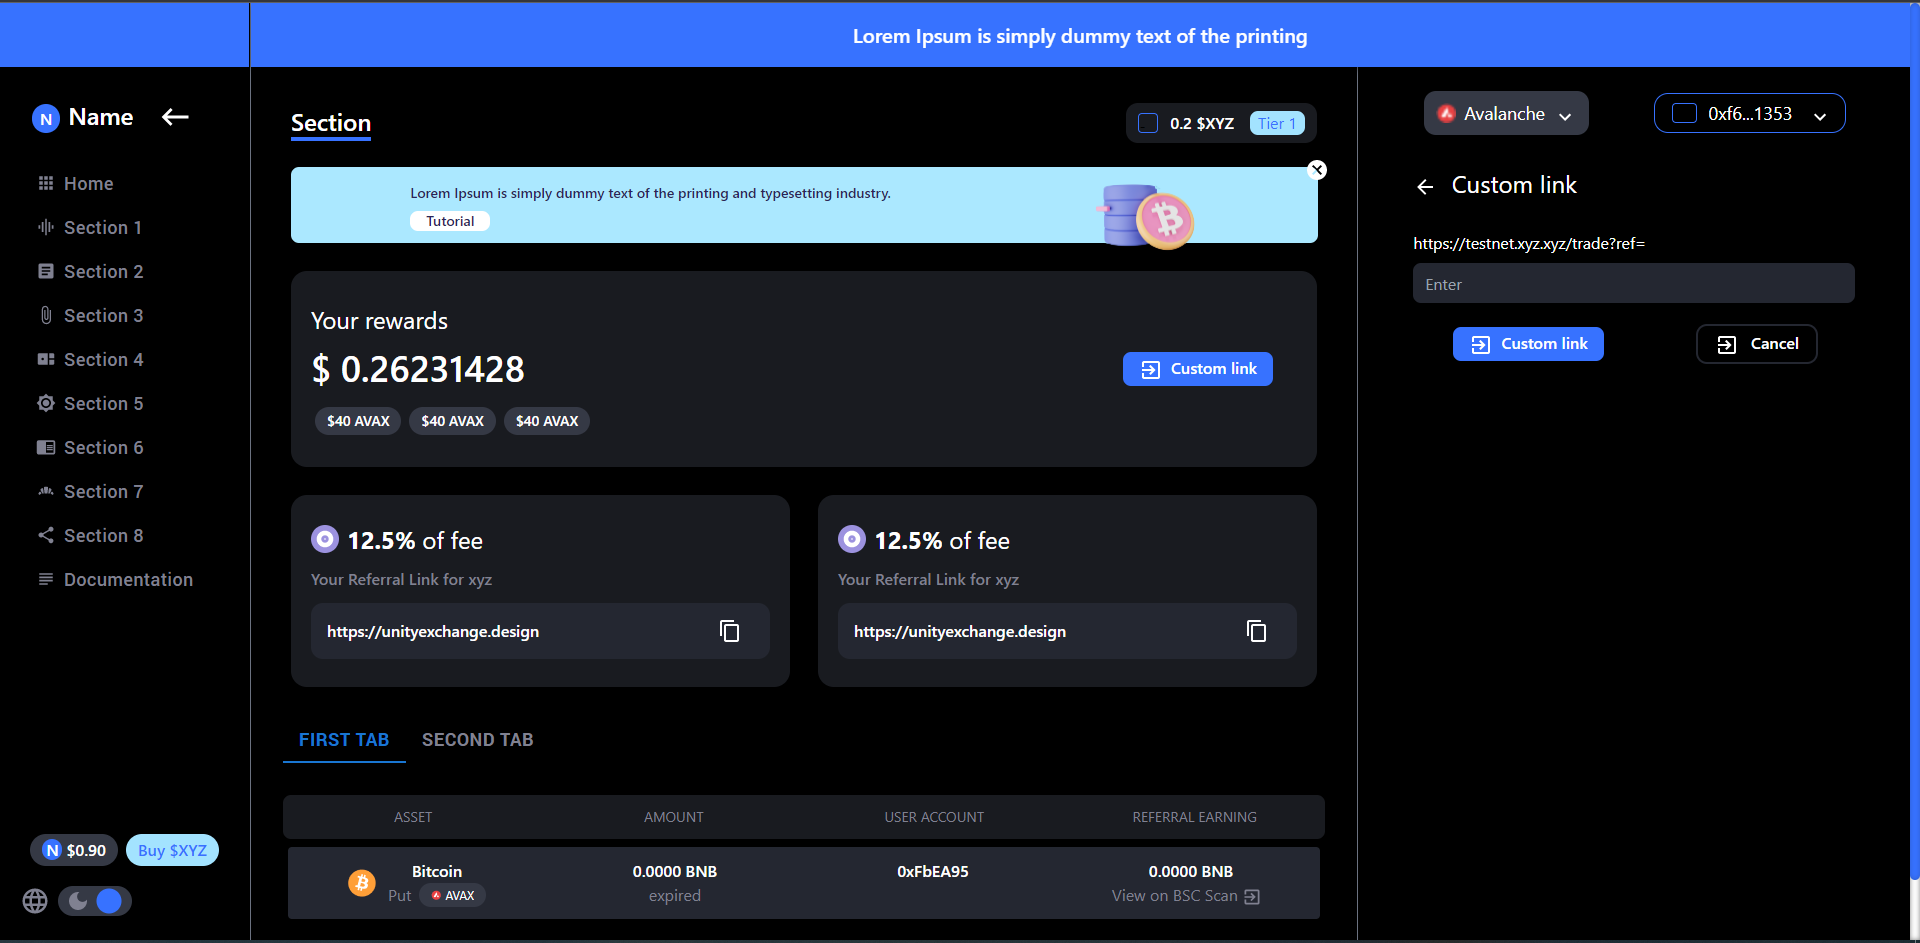 Lorem Ipsum is simply dummy text of the printing
N Name
Home
Section 1
Section 2
Section 3
Section 4
Section 5
Section 6
Section 7
Section 8
Documentation
N $0.90
Buy $XYZ
Section
0.2 $XYZ Tier 1
Lorem Ipsum is simply dummy text of the printing and typesetting industry.
Tutorial
Your rewards
$ 0.26231428
$40 AVAX $40 AVAX $40 AVAX
Custom link
12.5% of fee
Your Referral Link for xyz
https://unityexchange.design
12.5% of fee
Your Referral Link for xyz
https://unityexchange.design
FIRST TAB SECOND TAB
ASSET AMOUNT USER ACCOUNT REFERRAL EARNING
Bitcoin 0.0000 BNB 0xFbEA95 0.0000 BNB
Put AVAX expired View on BSC Scan
Avalanche 0xf6...1353
Custom link
https://testnet.xyz.xyz/trade?ref=
Enter
Custom link Cancel